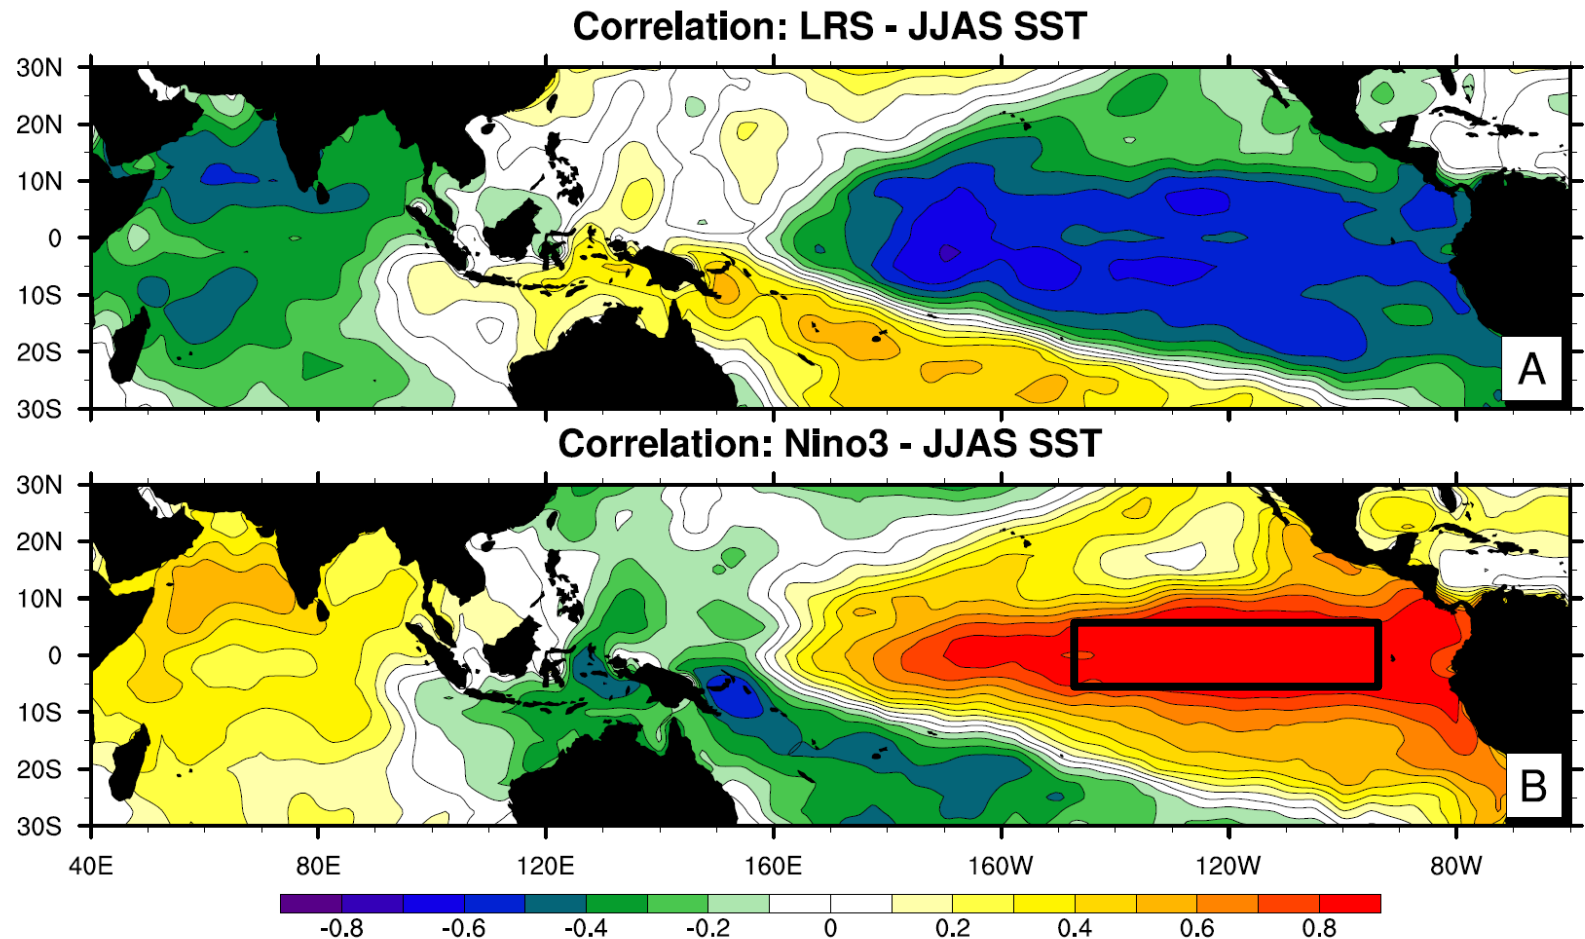 Correlation: LRS - JJAS SST
30N
20N
10N
0
10S
20S
30S
A
Correlation: Nino3 - JJAS SST
30N
20N
10N
0
10S
20S
30S
B
40E 80E 120E 160E 160W 120W 80W
-0.8 -0.6 -0.4 -0.2 0 0.2 0.4 0.6 0.8